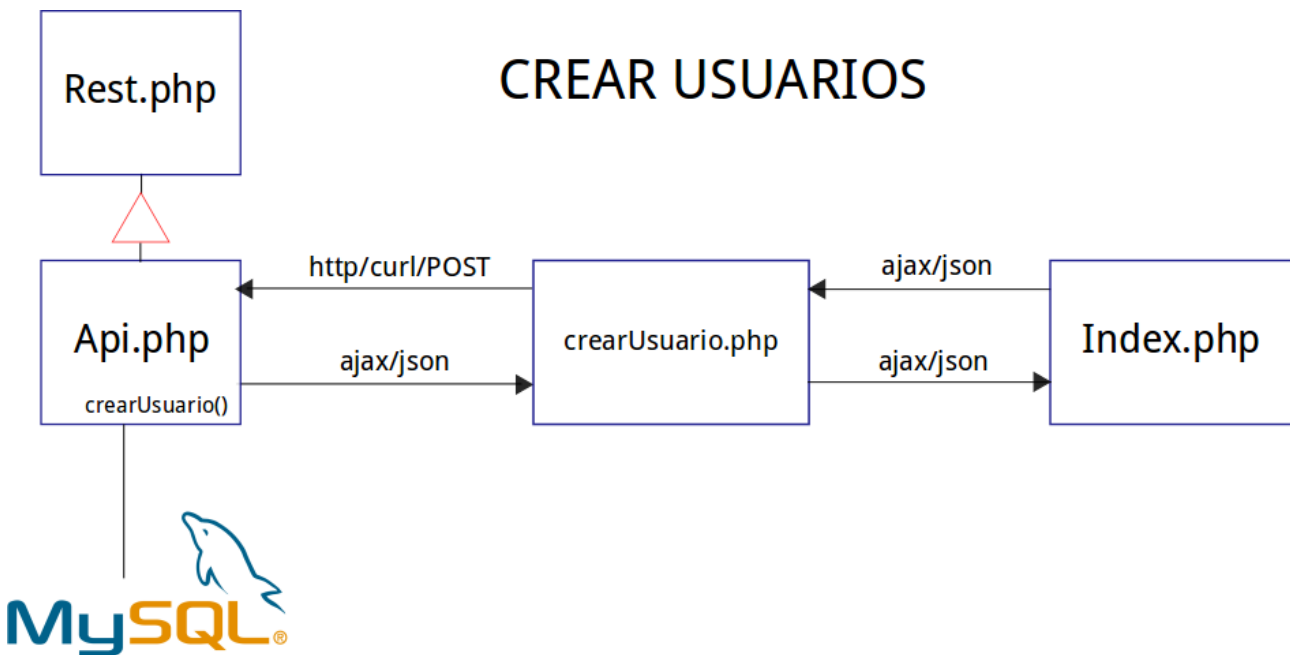 Rest.php
CREAR USUARIOS
http/curl/POST
ajax/json
Api.php
crearUsuario.php
Index.php
ajax/json
ajax/json
crearUsuario()
MySQL®